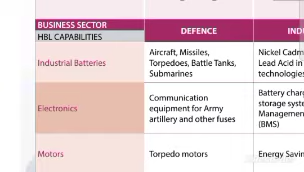 BUSINESS SECTOR
HBL CAPABILITIES
DEFENCE
Industrial Batteries
Aircraft, Missiles,
Torpedoes, Battle Tanks,
Submarines
Nickel Cadm
Lead Acid in
technologies
Electronics
Communication
equipment for Army
artillery and other fuses
Battery charg
storage syste
Management
(BMS)
Motors
Torpedo motors
Energy Savin